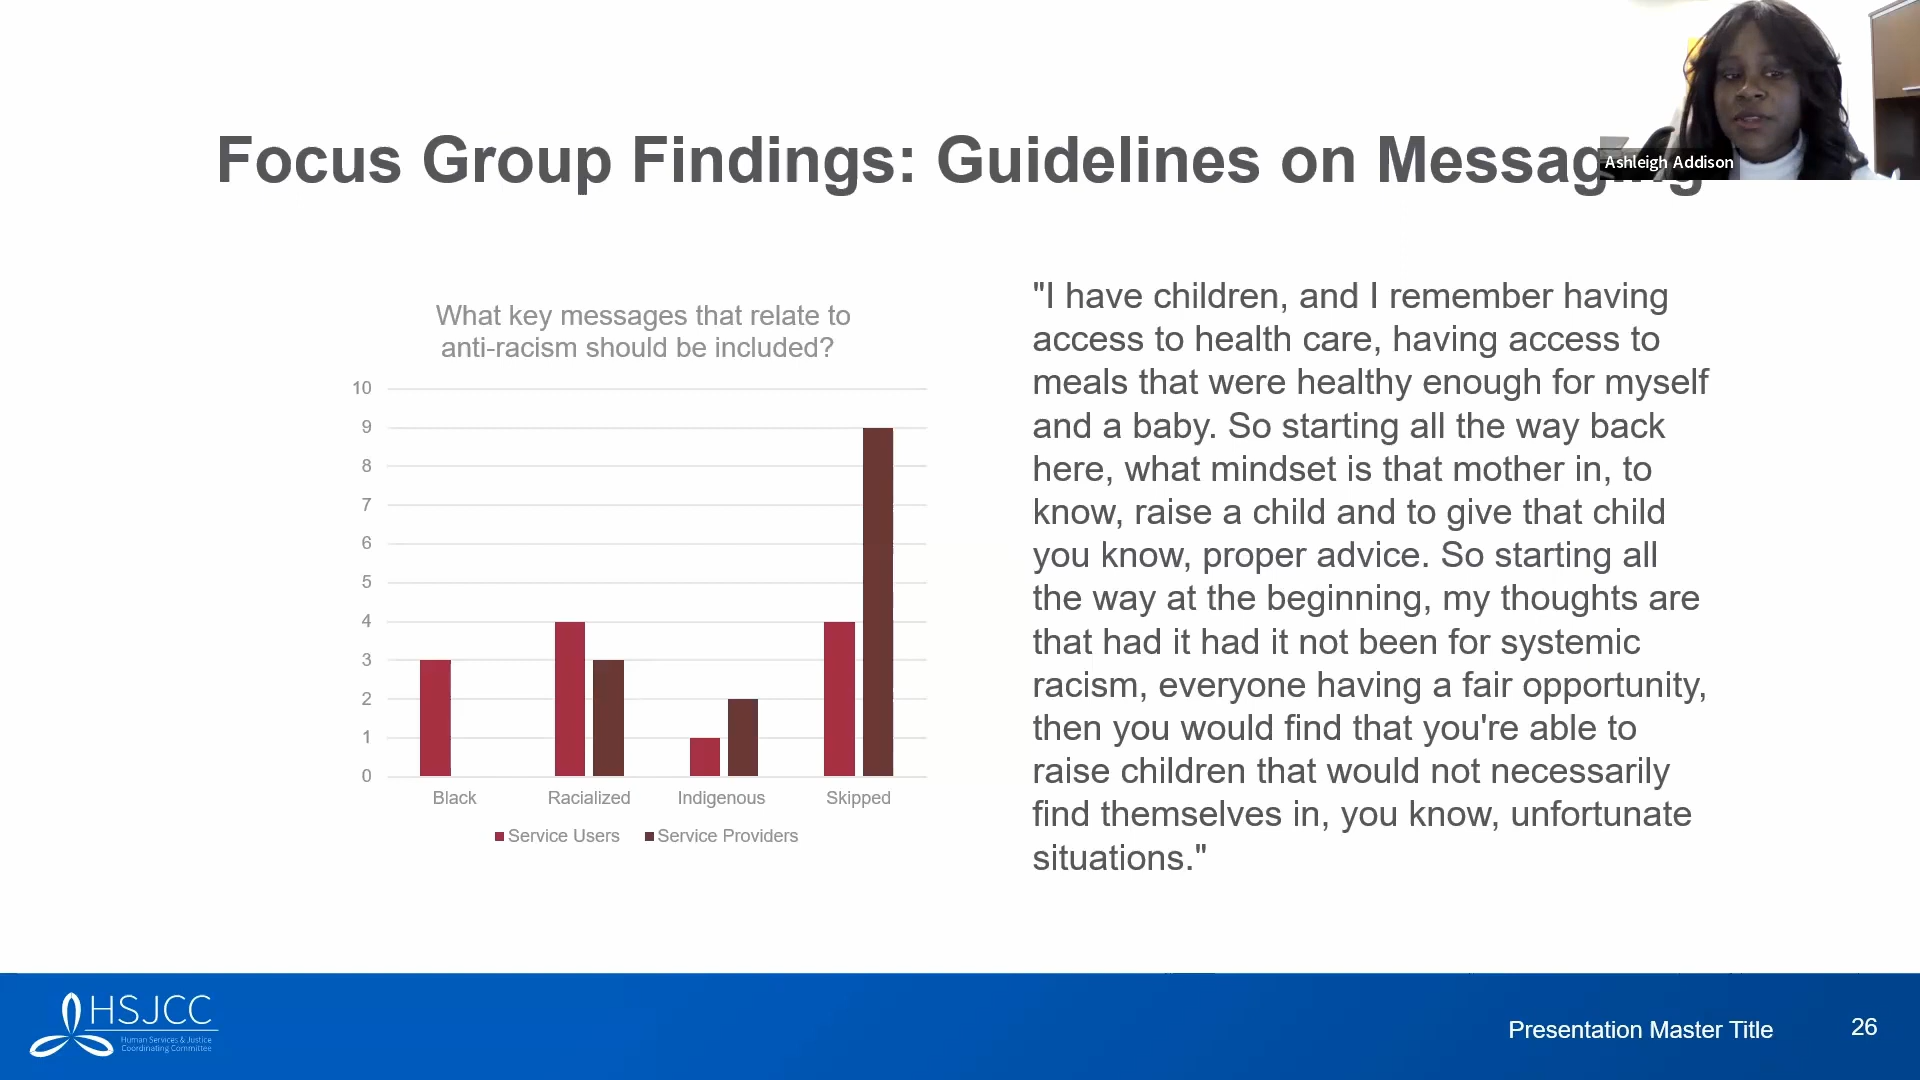 Ashleigh Addison
Focus Group Findings: Guidelines on Messaging
What key messages that relate to
anti-racism should be included?
10
9
8
7
6
5
4
3
2
1
0
Black Racialized Indigenous Skipped
Service Users Service Providers
"I have children, and I remember having
access to health care, having access to
meals that were healthy enough for myself
and a baby. So starting all the way back
here, what mindset is that mother in, to
know, raise a child and to give that child
you know, proper advice. So starting all
the way at the beginning, my thoughts are
that had it had it not been for systemic
racism, everyone having a fair opportunity,
then you would find that you're able to
raise children that would not necessarily
find themselves in, you know, unfortunate
situations."
HSJCC
Human Services & Justice
Coordinating Committee
Presentation Master Title
26